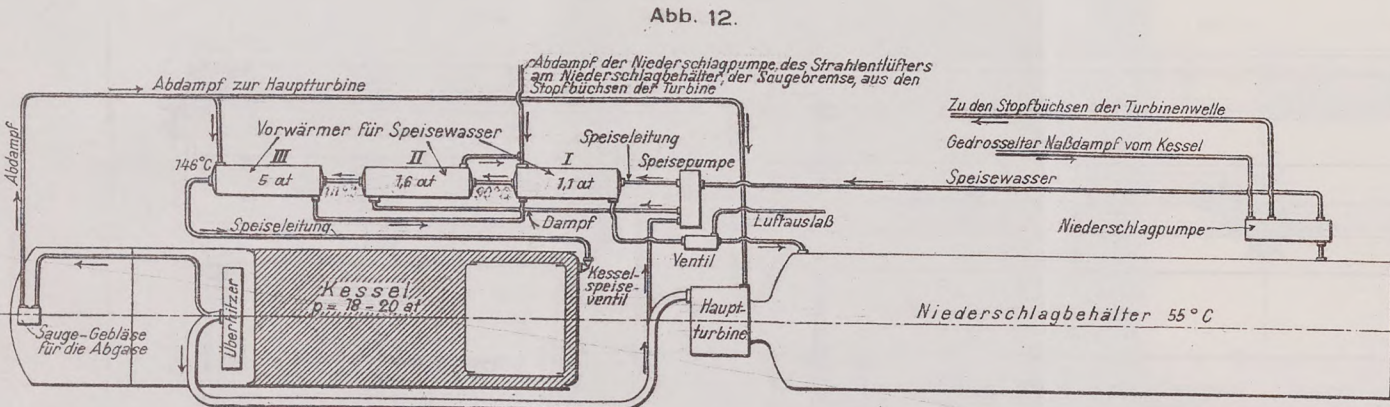 Abb. 12.
Abdampf der Niederschlagpumpe, des Strahlentlüfters
am Niederschlagbehälter, der Saugebremse, aus den
Stopfbüchsen der Turbine
Abdampf zur Hauptturbine
Abdampf
Zu den Stopfbüchsen der Turbinenwelle
Gedrosselter Naßdampf vom Kessel
Vorwärmer für Speisewasser
Speiseleitung
Speisepumpe
146°C
III
II
I
5 at
1,6 at
90°C
1,1 at
Speisewasser
Speiseleitung
Dampf
Luftauslaß
Niederschlagpumpe
Ventil
Kessel-
speise-
ventil
Kessel
p = 18 - 20 at
Überhitzer
Sauge-Gebläse
für die Abgase
Haupt-
turbine
Niederschlagbehälter 55°C